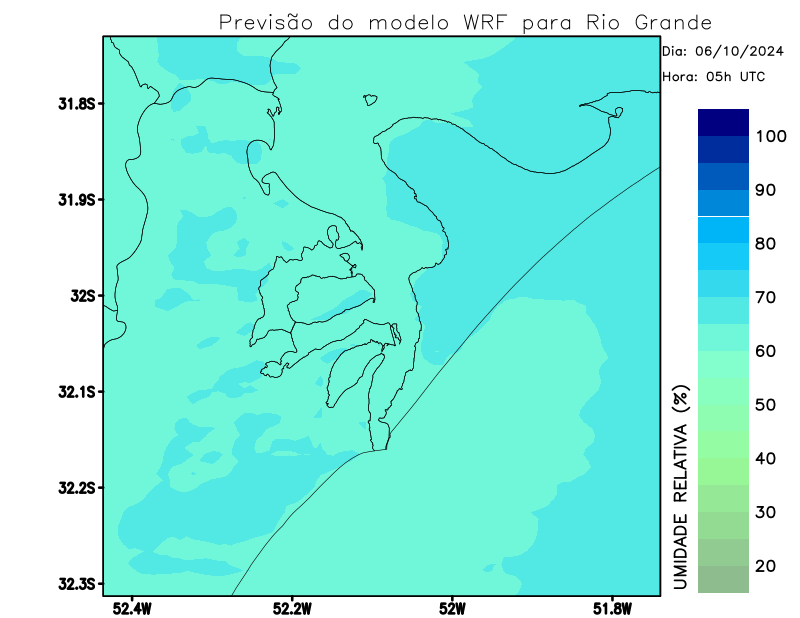 Previsão do modelo WRF para Rio Grande
Dia: 06/10/2024
Hora: 05h UTC
31.8S
31.9S
32S
32.1S
32.2S
32.3S
52.4W
52.2W
52W
51.8W
UMIDADE RELATIVA (%)
100
90
80
70
60
50
40
30
20